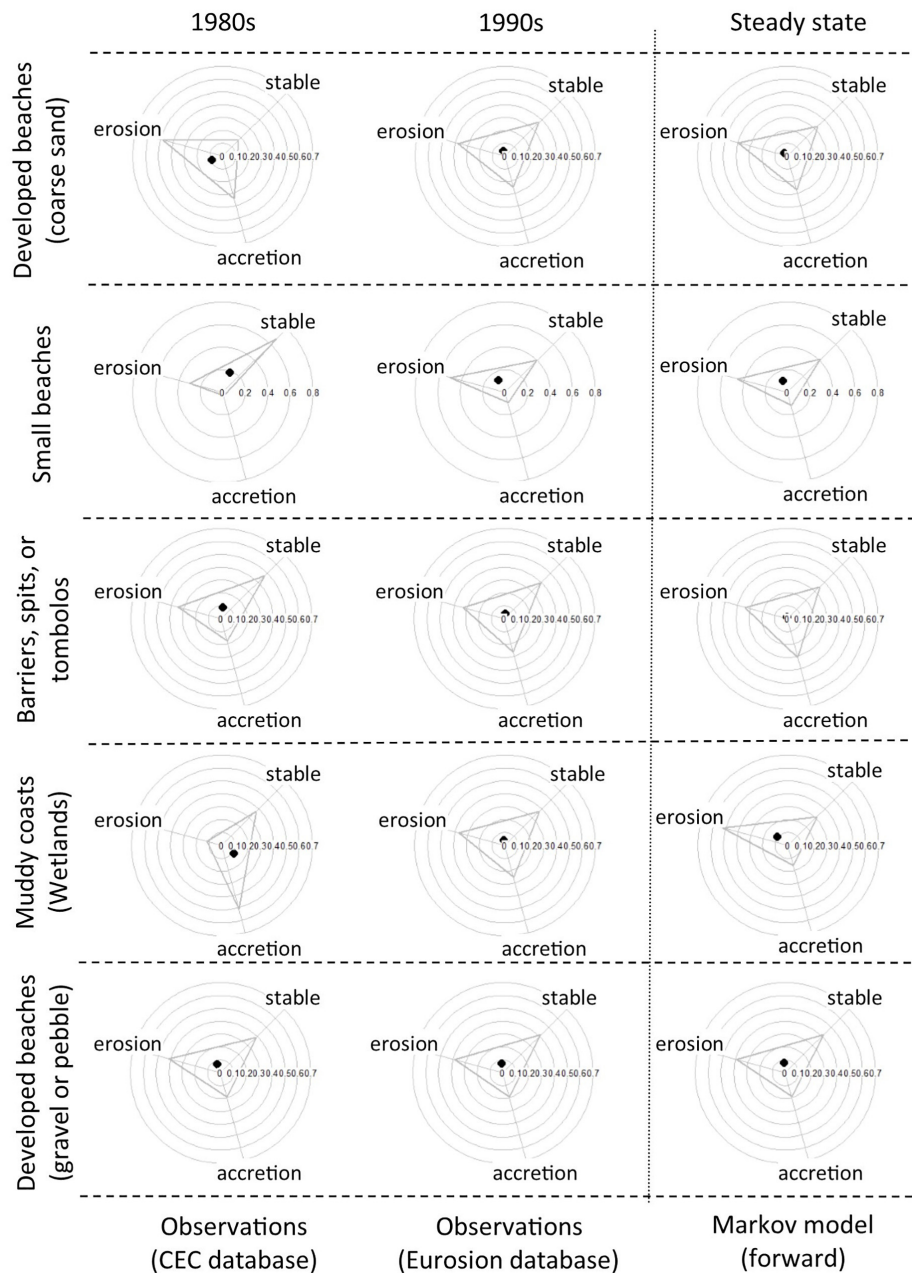 1980s 1990s Steady state
Developed beaches
(coarse sand)
stable
erosion
0 0.10.20.30.40.50.60.7
accretion
stable
erosion
0 0.10.20.30.40.50.60.7
accretion
stable
erosion
0 0.10.20.30.40.50.60.7
accretion
Small beaches
stable
erosion
0 0.2 0.4 0.6 0.8
accretion
stable
erosion
0 0.2 0.4 0.6 0.8
accretion
stable
erosion
0 0.2 0.4 0.6 0.8
accretion
Barriers, spits, or
tombolos
stable
erosion
0 0.10.20.30.40.50.60.7
accretion
stable
erosion
0 0.10.20.30.40.50.60.7
accretion
stable
erosion
0 0.10.20.30.40.50.60.7
accretion
Muddy coasts
(Wetlands)
stable
erosion
0 0.10.20.30.40.50.60.7
accretion
stable
erosion
0 0.10.20.30.40.50.60.7
accretion
stable
erosion
0 0.10.20.30.40.50.60.7
accretion
Developed beaches
(gravel or pebble)
stable
erosion
0 0.10.20.30.40.50.60.7
accretion
stable
erosion
0 0.10.20.30.40.50.60.7
accretion
stable
erosion
0 0.10.20.30.40.50.60.7
accretion
Observations
(CEC database)
Observations
(Eurosion database)
Markov model
(forward)